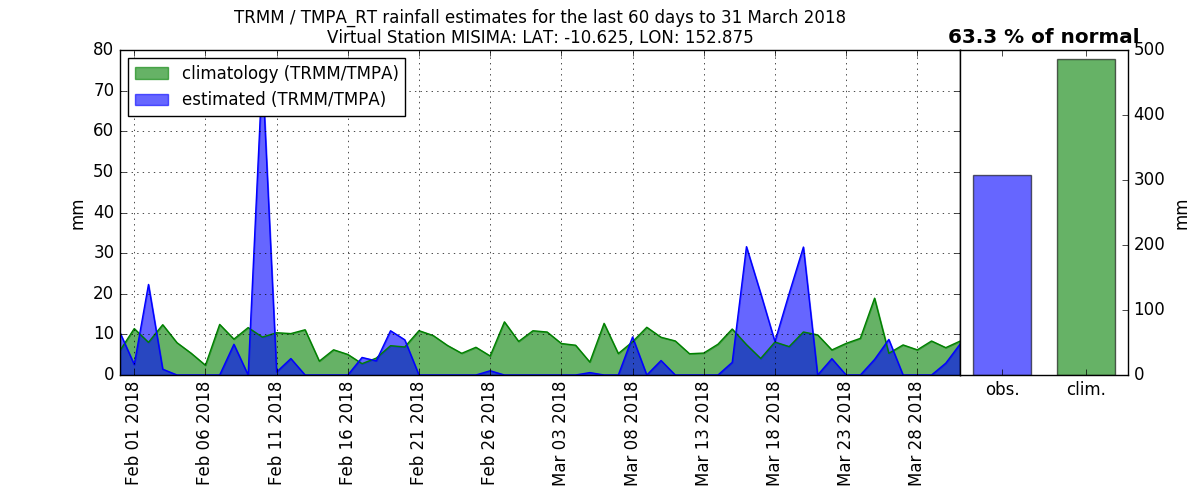 TRMM / TMPA_RT rainfall estimates for the last 60 days to 31 March 2018
Virtual Station MISIMA: LAT: -10.625, LON: 152.875
63.3 % of normal
climatology (TRMM/TMPA)
estimated (TRMM/TMPA)
mm
80
70
60
50
40
30
20
10
0
Feb 01 2018
Feb 06 2018
Feb 11 2018
Feb 16 2018
Feb 21 2018
Feb 26 2018
Mar 03 2018
Mar 08 2018
Mar 13 2018
Mar 18 2018
Mar 23 2018
Mar 28 2018
obs.
clim.
500
400
300
200
100
0
mm